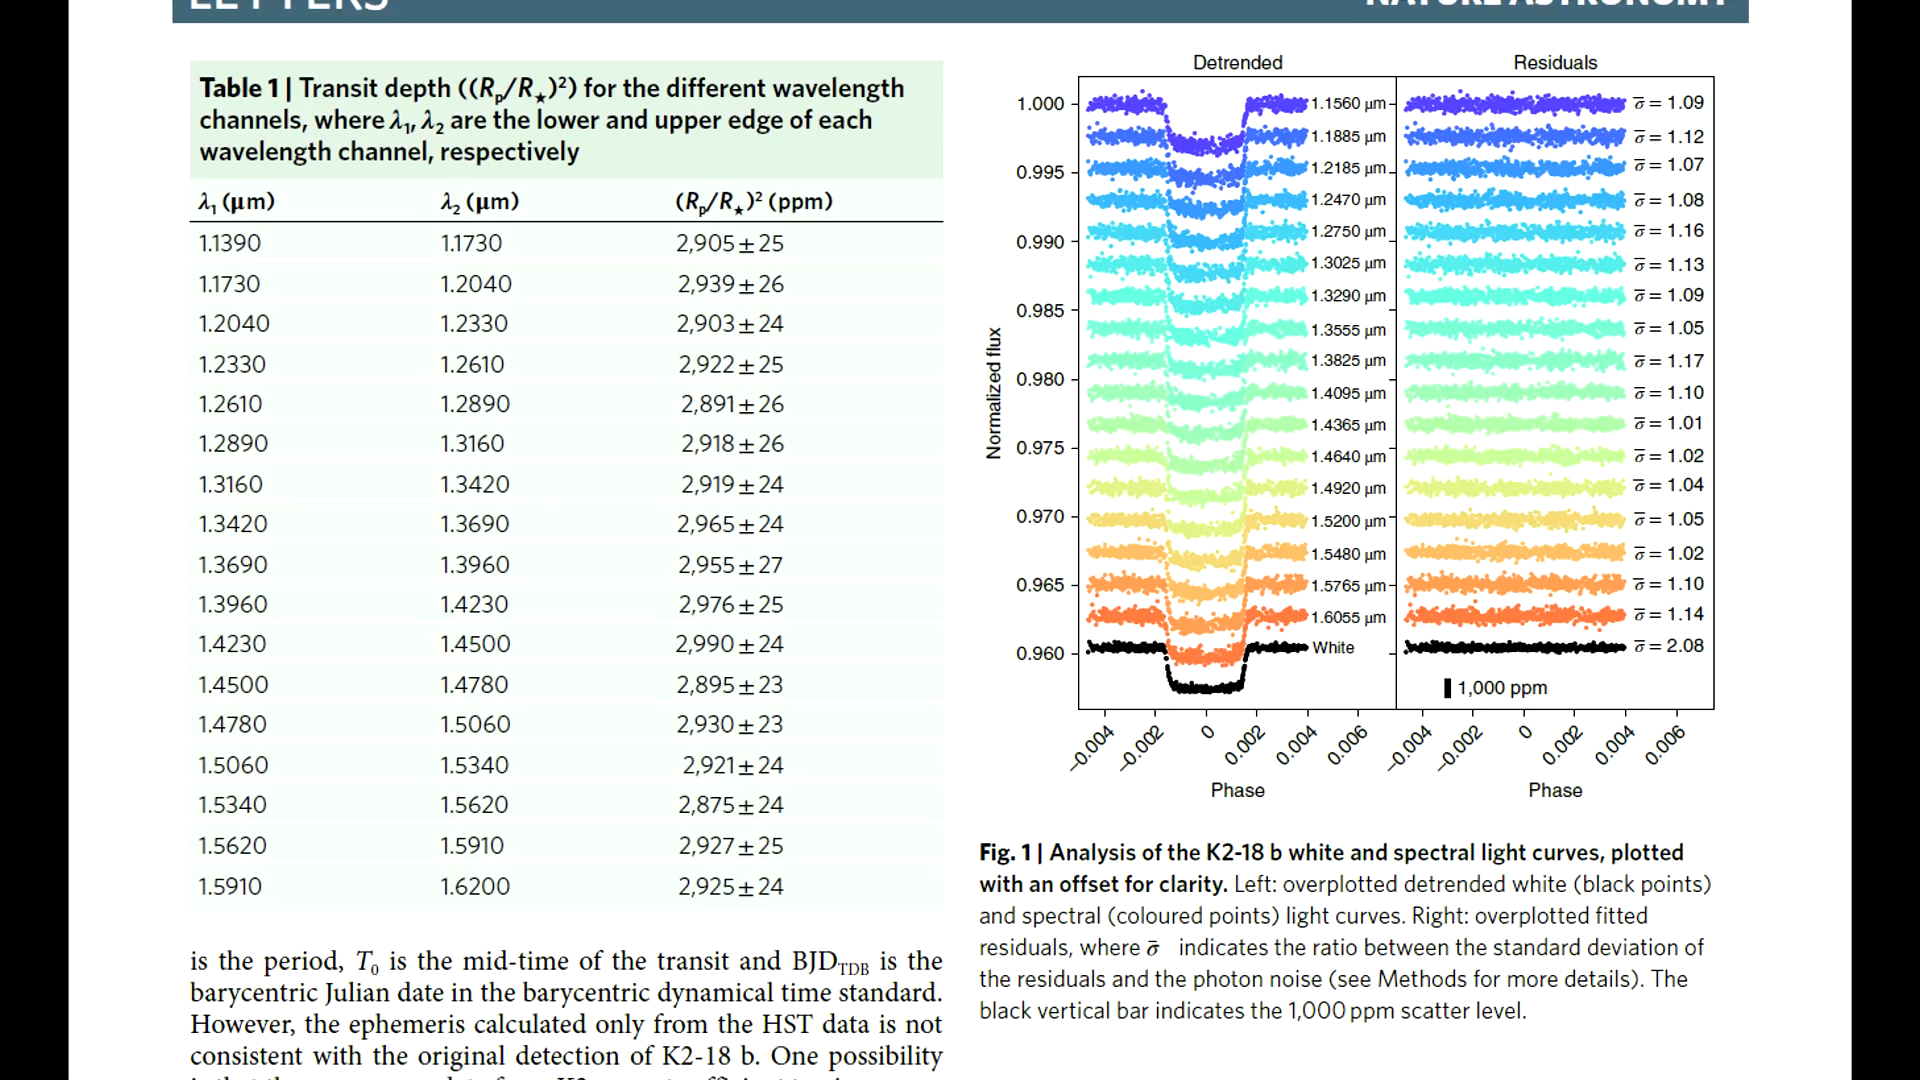 LETTERS
NATURE ASTRONOMY
Table 1 | Transit depth ((Rp/R★)²) for the different wavelength
channels, where λ₁, λ₂ are the lower and upper edge of each
wavelength channel, respectively
λ₁ (μm) λ₂ (μm) (Rp/R★)² (ppm)
1.1390 1.1730 2,905 ± 25
1.1730 1.2040 2,939 ± 26
1.2040 1.2330 2,903 ± 24
1.2330 1.2610 2,922 ± 25
1.2610 1.2890 2,891 ± 26
1.2890 1.3160 2,918 ± 26
1.3160 1.3420 2,919 ± 24
1.3420 1.3690 2,965 ± 24
1.3690 1.3960 2,955 ± 27
1.3960 1.4230 2,976 ± 25
1.4230 1.4500 2,990 ± 24
1.4500 1.4780 2,895 ± 23
1.4780 1.5060 2,930 ± 23
1.5060 1.5340 2,921 ± 24
1.5340 1.5620 2,875 ± 24
1.5620 1.5910 2,927 ± 25
1.5910 1.6200 2,925 ± 24
is the period, T₀ is the mid-time of the transit and BJDTDB is the
barycentric Julian date in the barycentric dynamical time standard.
However, the ephemeris calculated only from the HST data is not
consistent with the original detection of K2-18 b. One possibility
Detrended Residuals
Normalized flux
1.000
0.995
0.990
0.985
0.980
0.975
0.970
0.965
0.960
1.1560 μm σ̅ = 1.09
1.1885 μm σ̅ = 1.12
1.2185 μm σ̅ = 1.07
1.2470 μm σ̅ = 1.08
1.2750 μm σ̅ = 1.16
1.3025 μm σ̅ = 1.13
1.3290 μm σ̅ = 1.09
1.3555 μm σ̅ = 1.05
1.3825 μm σ̅ = 1.17
1.4095 μm σ̅ = 1.10
1.4365 μm σ̅ = 1.01
1.4640 μm σ̅ = 1.02
1.4920 μm σ̅ = 1.04
1.5200 μm σ̅ = 1.05
1.5480 μm σ̅ = 1.02
1.5765 μm σ̅ = 1.10
1.6055 μm σ̅ = 1.14
White σ̅ = 2.08
1,000 ppm
–0.004 –0.002 0 0.002 0.004 0.006 –0.004 –0.002 0 0.002 0.004 0.006
Phase Phase
Fig. 1 | Analysis of the K2-18 b white and spectral light curves, plotted
with an offset for clarity. Left: overplotted detrended white (black points)
and spectral (coloured points) light curves. Right: overplotted fitted
residuals, where σ̅ indicates the ratio between the standard deviation of
the residuals and the photon noise (see Methods for more details). The
black vertical bar indicates the 1,000 ppm scatter level.